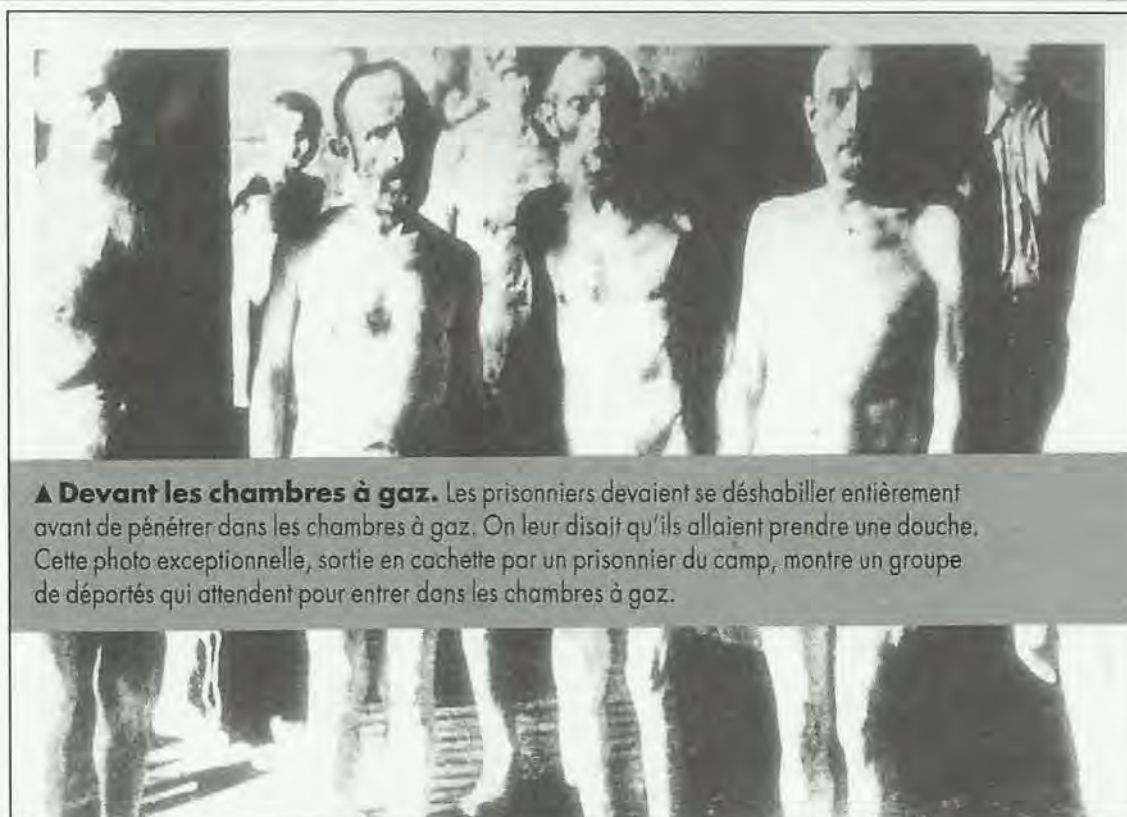 ▲ Devant les chambres à gaz. Les prisonniers devaient se déshabiller entièrement
avant de pénétrer dans les chambres à gaz. On leur disait qu'ils allaient prendre une douche.
Cette photo exceptionnelle, sortie en cachette par un prisonnier du camp, montre un groupe
de déportés qui attendent pour entrer dans les chambres à gaz.